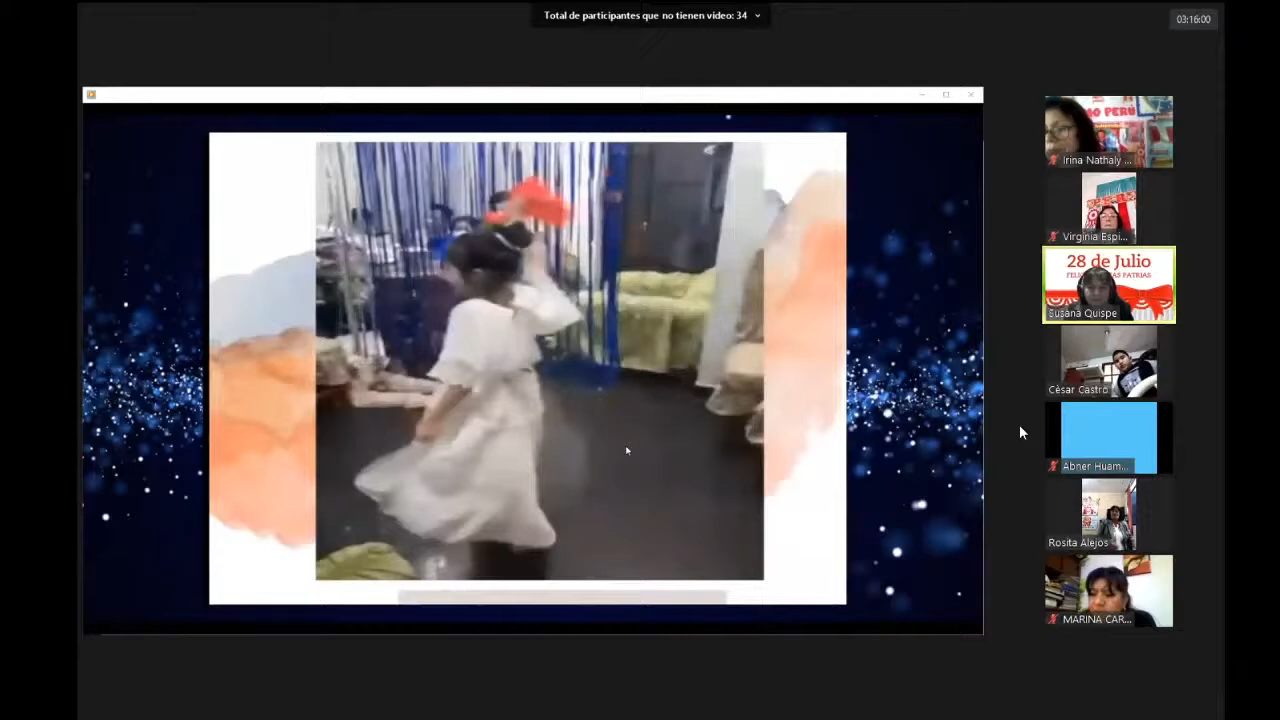 Total de participantes que no tienen video: 34
03:16:00
Irina Nathaly ...
Virginia Espi...
28 de Julio
Susana Quispe
Cèsar Castro
Abner Huam...
Rosita Alejos
MARINA CAR...